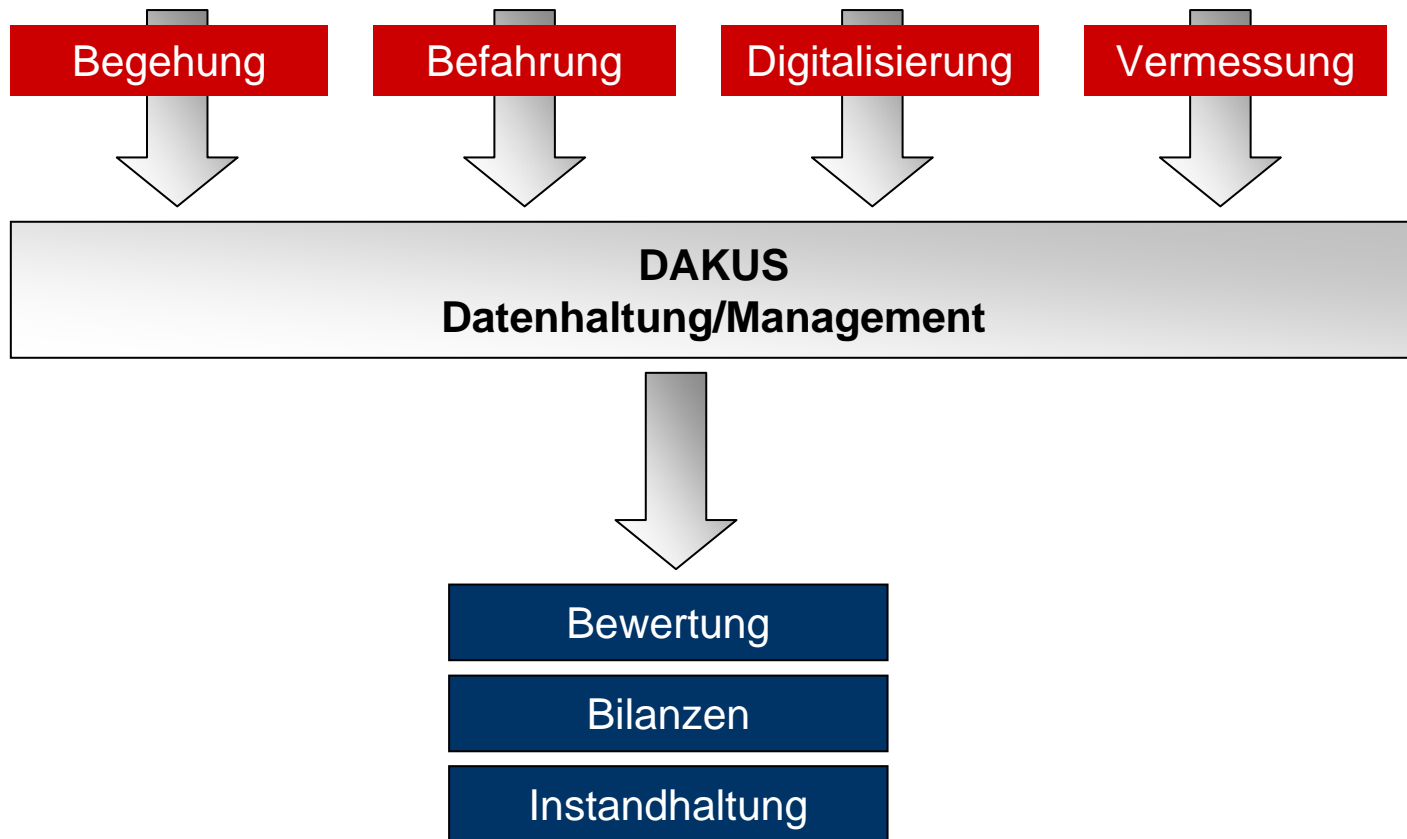 Begehung
Befahrung
Digitalisierung
Vermessung
DAKUS
Datenhaltung/Management
Bewertung
Bilanzen
Instandhaltung